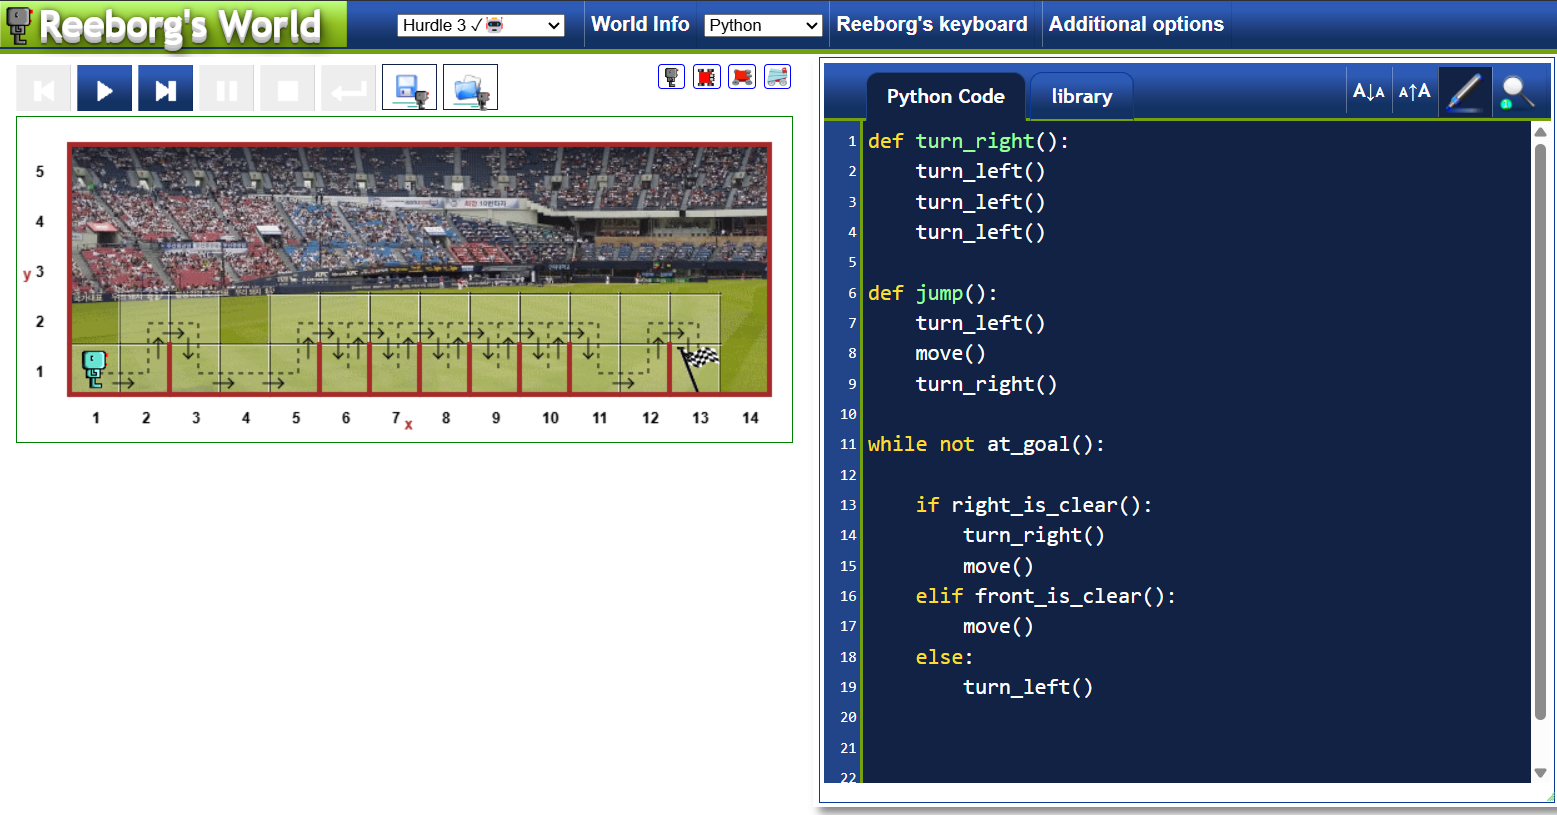 Reeborg's World
Hurdle 3 ✓ 🤖
World Info
Python
Reeborg's keyboard
Additional options
5
4
y 3
2
1
1 2 3 4 5 6 7 8 9 10 11 12 13 14
x
Python Code
library
A↓A
A↑A
1 def turn_right():
2     turn_left()
3     turn_left()
4     turn_left()
5
6 def jump():
7     turn_left()
8     move()
9     turn_right()
10
11 while not at_goal():
12
13     if right_is_clear():
14         turn_right()
15         move()
16     elif front_is_clear():
17         move()
18     else:
19         turn_left()
20
21
22